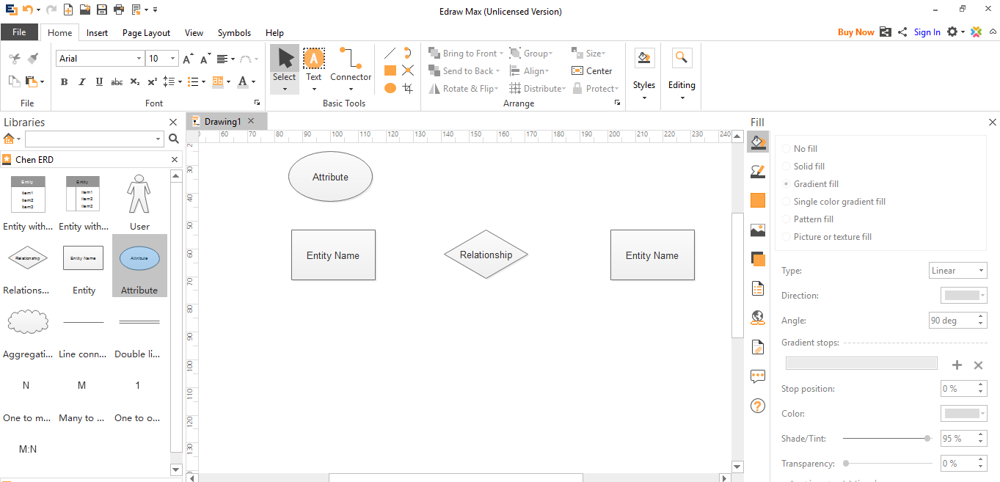 Edraw Max (Unlicensed Version)
File Home Insert Page Layout View Symbols Help Buy Now Sign In
Arial 10 Select Text Connector Bring to Front Group Size Styles Editing
Send to Back Align Center
B I U abc X₂ X² A Rotate & Flip Distribute Protect
File Font Basic Tools Arrange
Libraries Drawing1 Fill
60 70 80 90 100 110 120 130 140 150 160 170 180 190 200 210 220 230 240
Chen ERD
Entity
Item1
Item2
Item3
Entity
Item1
Item2
Item3
Entity with... Entity with... User
Relationship Entity Name Attribute
Relations... Entity Attribute
Aggregati... Line conn... Double li...
N M 1
One to m... Many to ... One to o...
M:N
2
30
40
50
60
70
80
90
100
110
120
130
Attribute
Entity Name Relationship Entity Name
No fill
Solid fill
Gradient fill
Single color gradient fill
Pattern fill
Picture or texture fill
Type: Linear
Direction:
Angle: 90 deg
Gradient stops:
Stop position: 0 %
Color:
Shade/Tint: 95 %
Transparency: 0 %